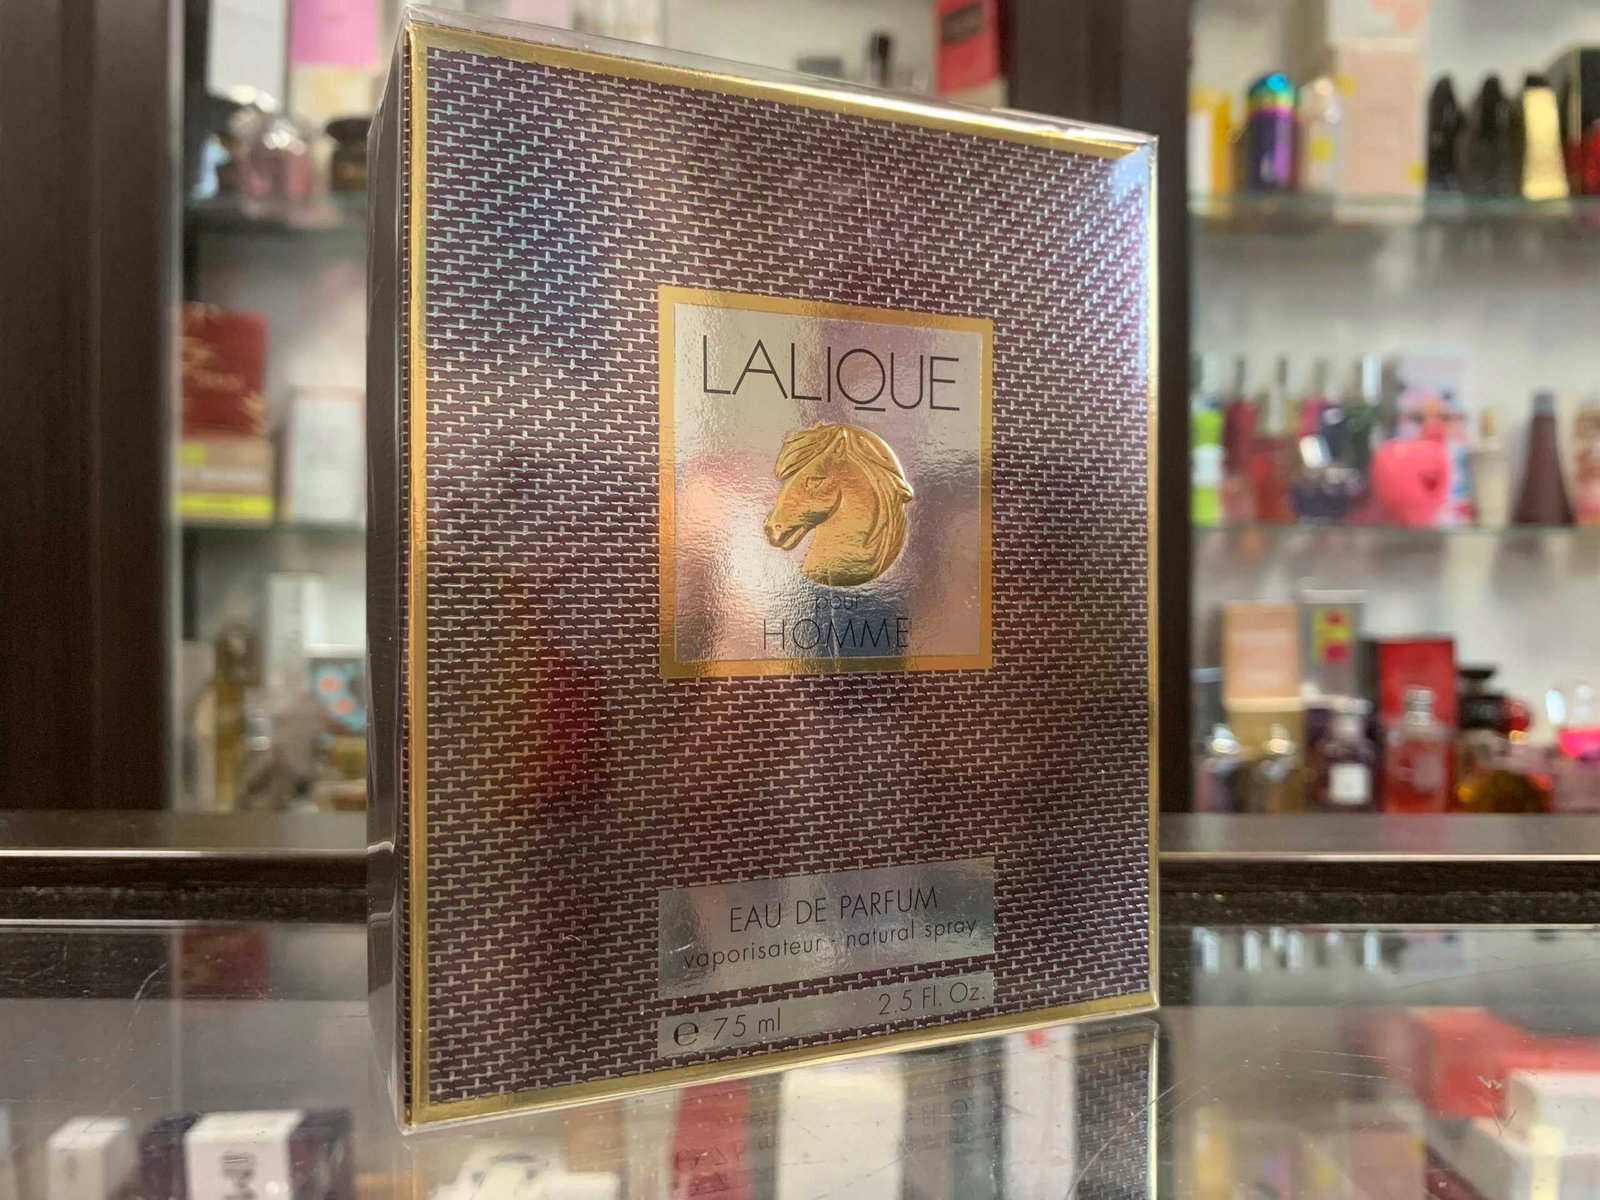 LALIQUE
pour
HOMME
EAU DE PARFUM
vaporisateur - natural spray
℮ 75 ml 2.5 Fl. Oz.